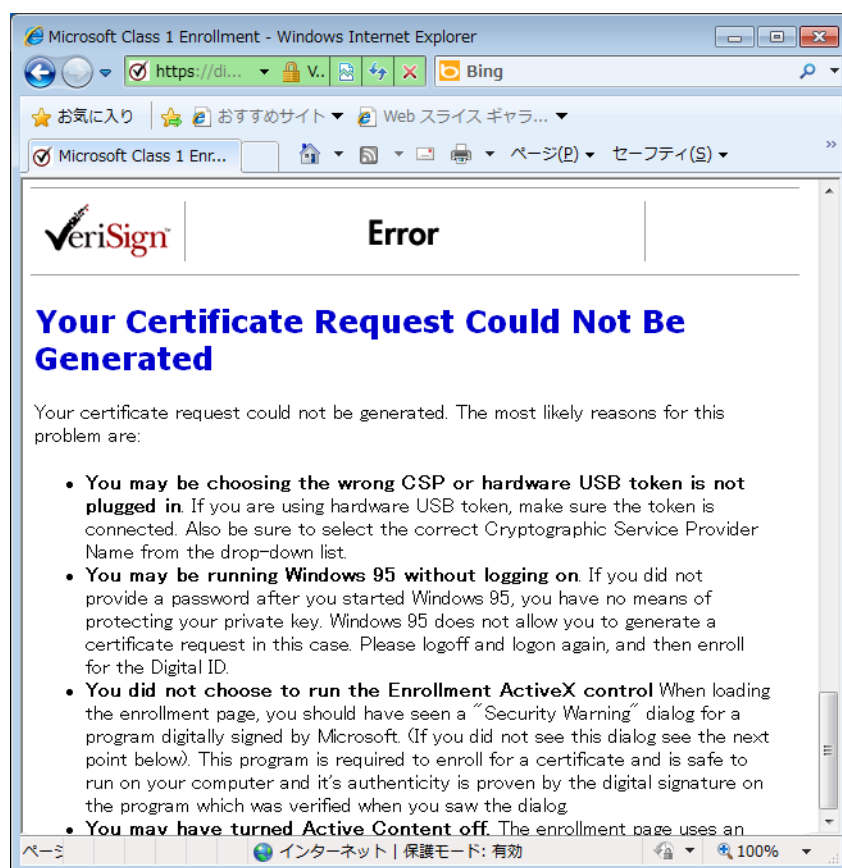 Microsoft Class 1 Enrollment - Windows Internet Explorer
https://di... V.. Bing
お気に入り おすすめサイト ▼ Web スライス ギャラ... ▼
Microsoft Class 1 Enr... ページ(P) セーフティ(S) »
VeriSign™ Error
Your Certificate Request Could Not Be
Generated
Your certificate request could not be generated. The most likely reasons for this
problem are:
• You may be choosing the wrong CSP or hardware USB token is not
plugged in. If you are using hardware USB token, make sure the token is
connected. Also be sure to select the correct Cryptographic Service Provider
Name from the drop-down list.
• You may be running Windows 95 without logging on. If you did not
provide a password after you started Windows 95, you have no means of
protecting your private key. Windows 95 does not allow you to generate a
certificate request in this case. Please logoff and logon again, and then enroll
for the Digital ID.
• You did not choose to run the Enrollment ActiveX control When loading
the enrollment page, you should have seen a "Security Warning" dialog for a
program digitally signed by Microsoft. (If you did not see this dialog see the next
point below). This program is required to enroll for a certificate and is safe to
run on your computer and it's authenticity is proven by the digital signature on
the program which was verified when you saw the dialog.
• You may have turned Active Content off. The enrollment page uses an
インターネット | 保護モード: 有効 100%